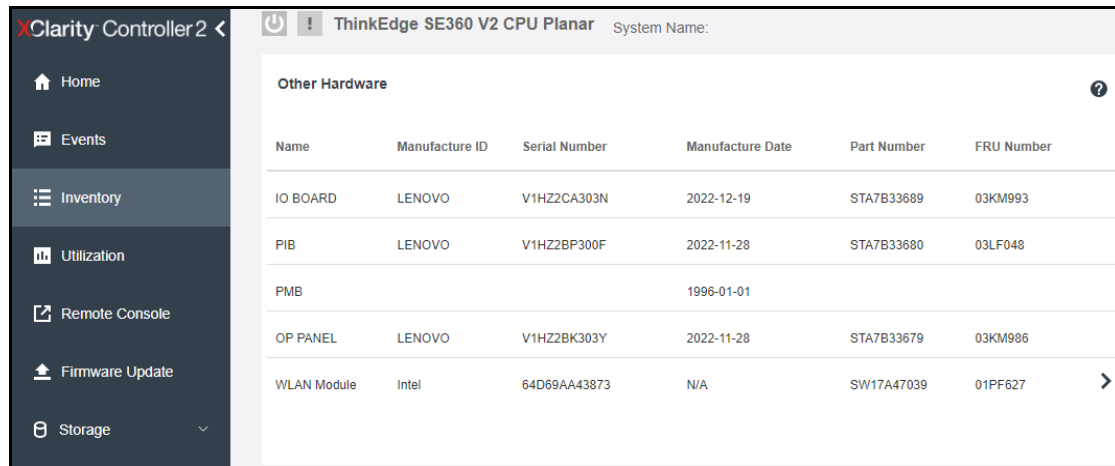 XClarity Controller 2
ThinkEdge SE360 V2 CPU Planar System Name:
Home
Events
Inventory
Utilization
Remote Console
Firmware Update
Storage
Other Hardware
Name Manufacture ID Serial Number Manufacture Date Part Number FRU Number
IO BOARD LENOVO V1HZ2CA303N 2022-12-19 STA7B33689 03KM993
PIB LENOVO V1HZ2BP300F 2022-11-28 STA7B33680 03LF048
PMB 1996-01-01
OP PANEL LENOVO V1HZ2BK303Y 2022-11-28 STA7B33679 03KM986
WLAN Module Intel 64D69AA43873 N/A SW17A47039 01PF627